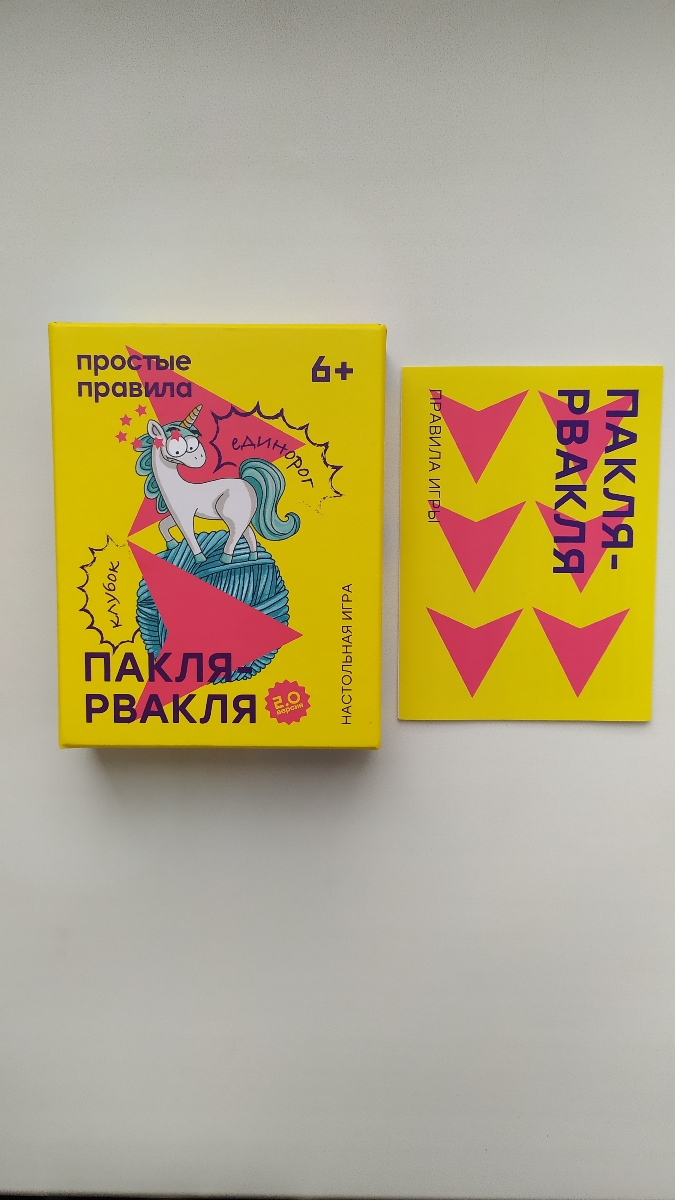 простые
правила
6+
единорог
клубок
НАСТОЛЬНАЯ ИГРА
ПАКЛЯ-
РВАКЛЯ
2.0
версия
ПАКЛЯ-
РВАКЛЯ
ПРАВИЛА ИГРЫ